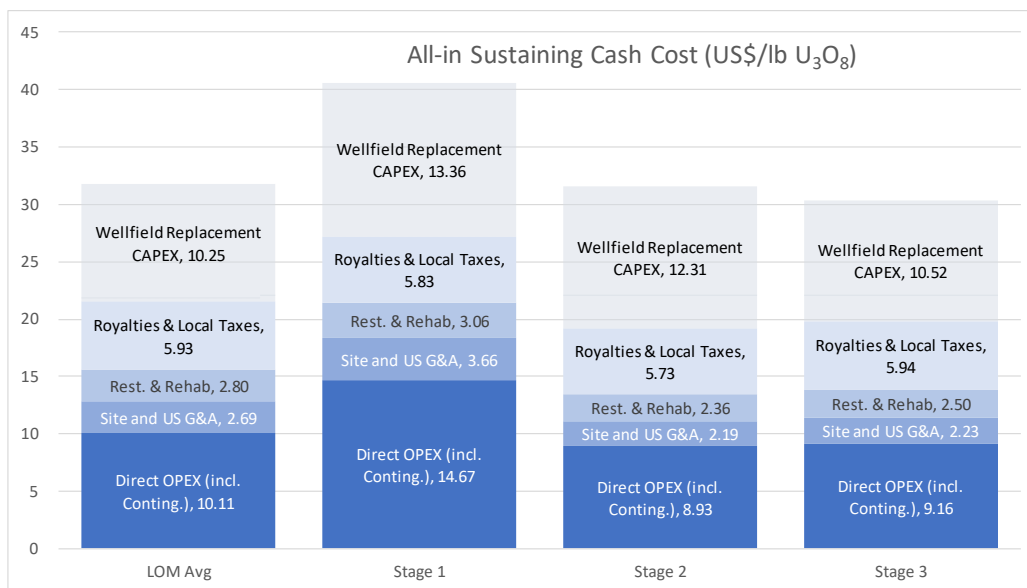 All-in Sustaining Cash Cost (US$/lb U₃O₈)
45
40
35
30
25
20
15
10
5
0
Wellfield Replacement
CAPEX, 10.25
Royalties & Local Taxes,
5.93
Rest. & Rehab, 2.80
Site and US G&A, 2.69
Direct OPEX (incl.
Conting.), 10.11
Wellfield Replacement
CAPEX, 13.36
Royalties & Local Taxes,
5.83
Rest. & Rehab, 3.06
Site and US G&A, 3.66
Direct OPEX (incl.
Conting.), 14.67
Wellfield Replacement
CAPEX, 12.31
Royalties & Local Taxes,
5.73
Rest. & Rehab, 2.36
Site and US G&A, 2.19
Direct OPEX (incl.
Conting.), 8.93
Wellfield Replacement
CAPEX, 10.52
Royalties & Local Taxes,
5.94
Rest. & Rehab, 2.50
Site and US G&A, 2.23
Direct OPEX (incl.
Conting.), 9.16
LOM Avg
Stage 1
Stage 2
Stage 3